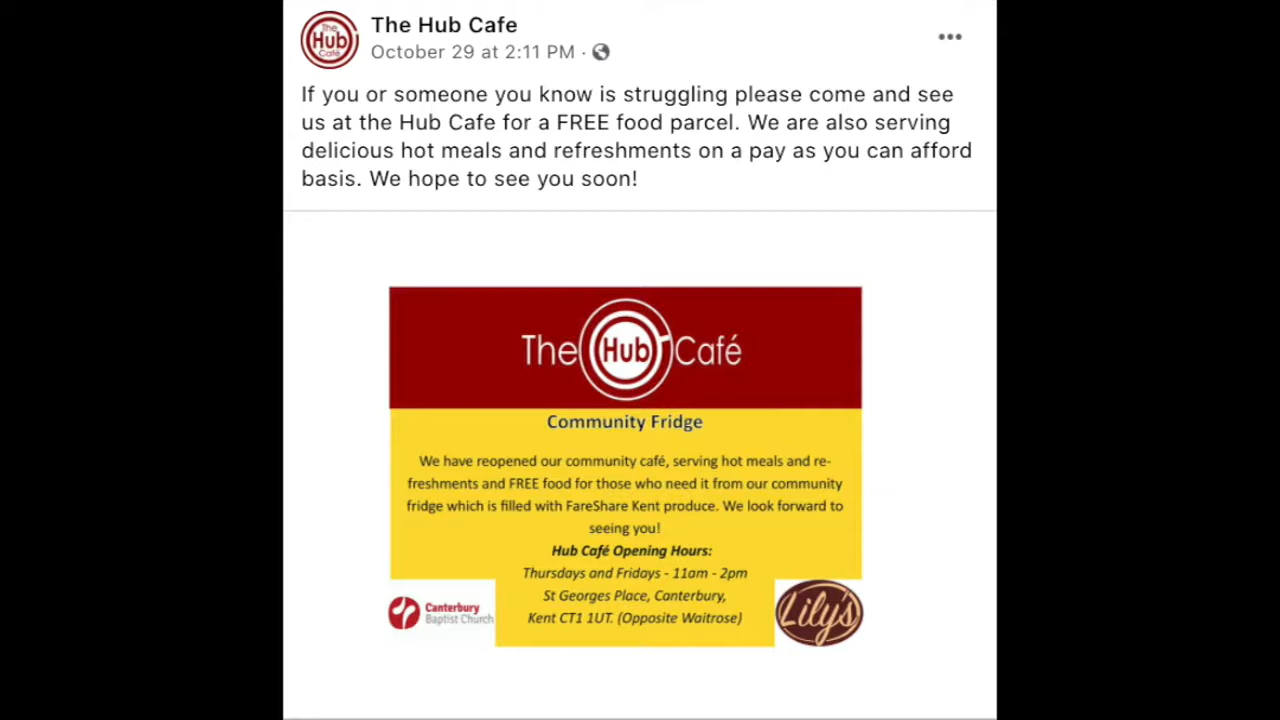 The Hub Cafe
October 29 at 2:11 PM ·
If you or someone you know is struggling please come and see
us at the Hub Cafe for a FREE food parcel. We are also serving
delicious hot meals and refreshments on a pay as you can afford
basis. We hope to see you soon!
The Hub Café
The Hub Café
Community Fridge
We have reopened our community café, serving hot meals and re-
freshments and FREE food for those who need it from our community
fridge which is filled with FareShare Kent produce. We look forward to
seeing you!
Hub Café Opening Hours:
Thursdays and Fridays - 11am - 2pm
St Georges Place, Canterbury,
Kent CT1 1UT. (Opposite Waitrose)
Canterbury
Baptist Church
Lily's